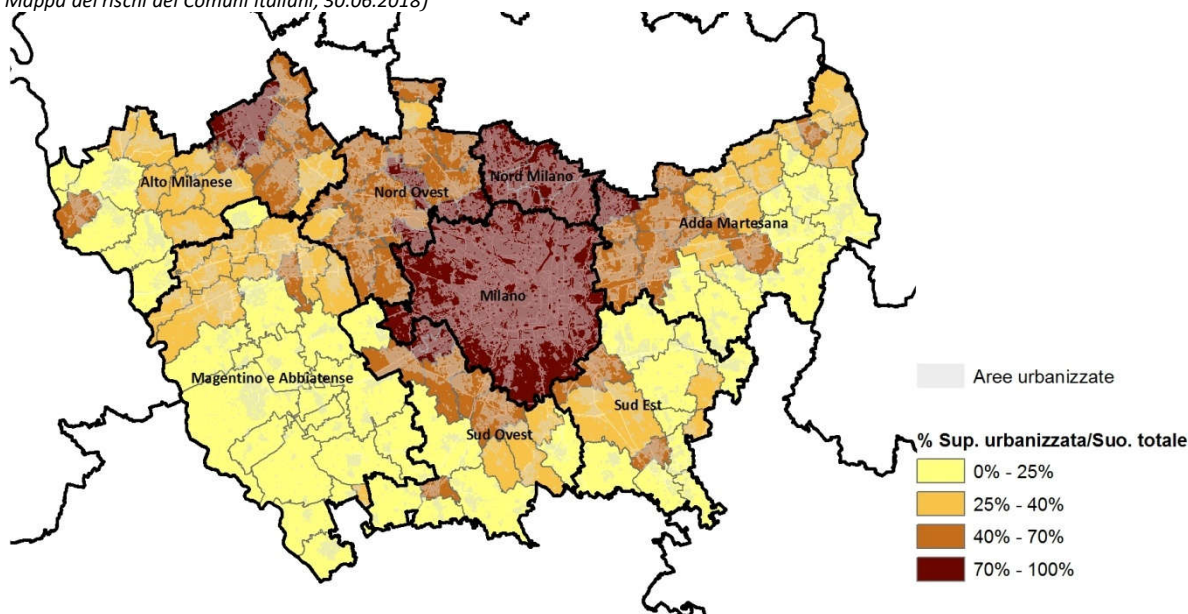 Mappa dei rischi dei Comuni italiani, 30.06.2018)
Alto Milanese
Nord Ovest
Nord Milano
Adda Martesana
Milano
Magentino e Abbiatense
Sud Ovest
Sud Est
Aree urbanizzate
% Sup. urbanizzata/Suo. totale
0% - 25%
25% - 40%
40% - 70%
70% - 100%